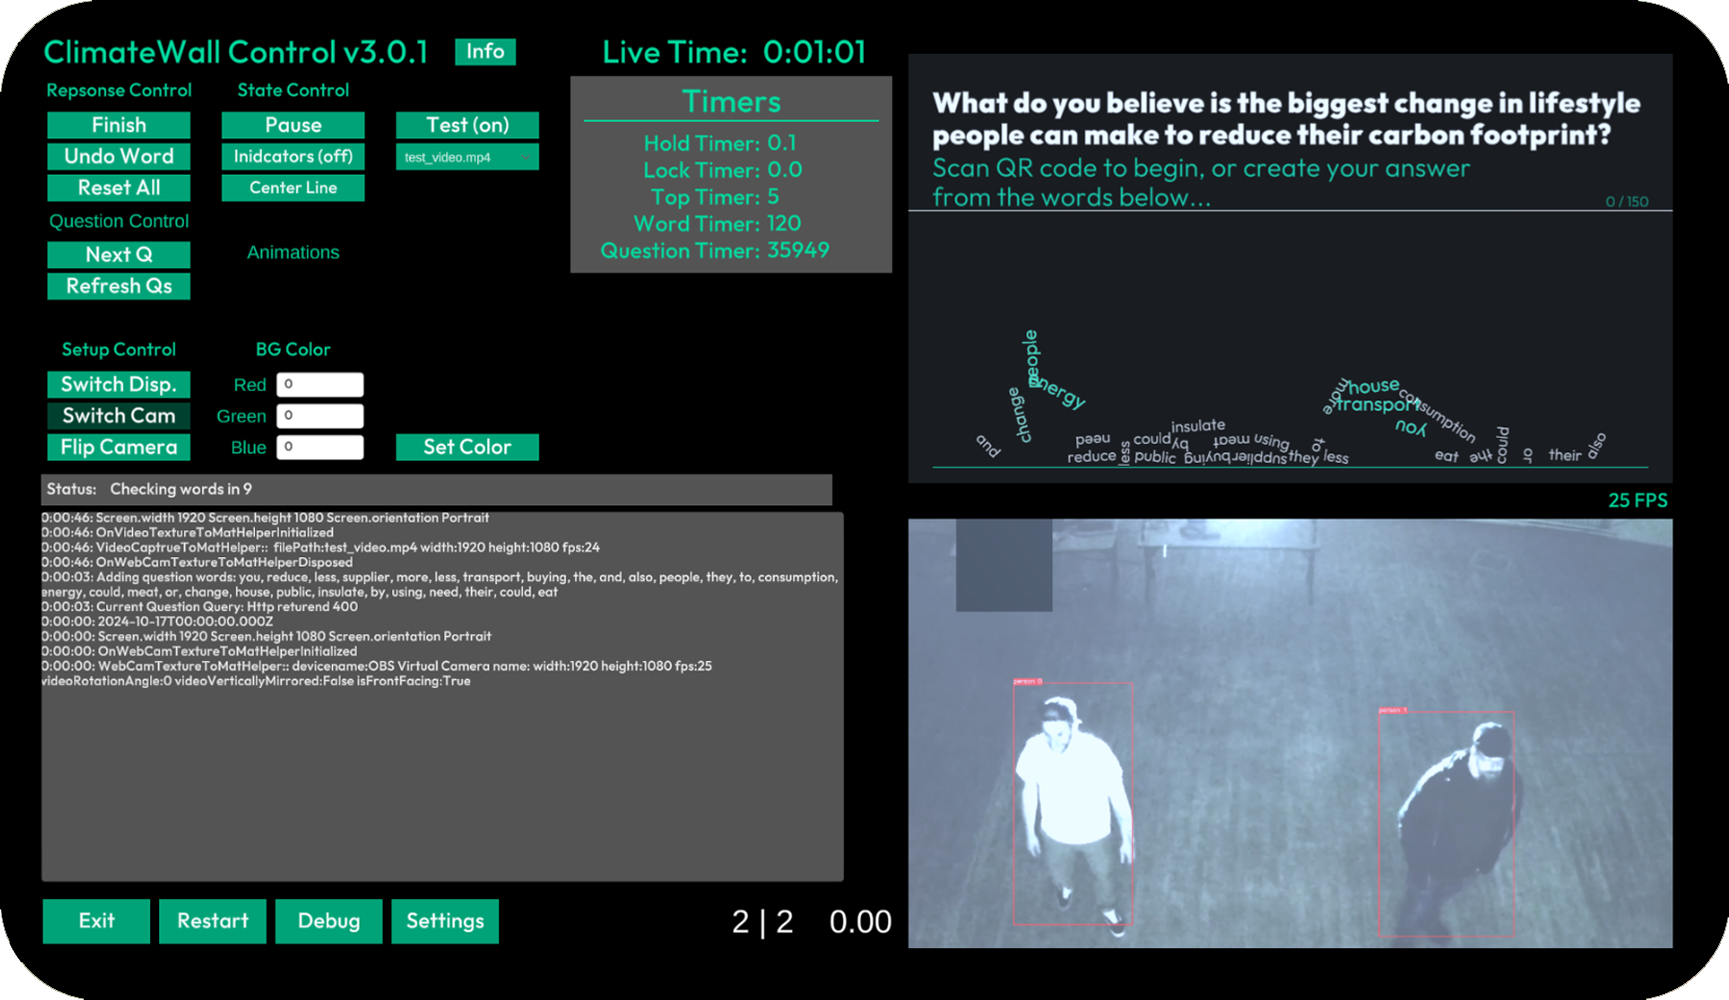 ClimateWall Control v3.0.1
Info
Repsonse Control
State Control
Finish
Pause
Test (on)
Undo Word
Inidcators (off)
test_video.mp4
Reset All
Center Line
Question Control
Next Q
Animations
Refresh Qs
Setup Control
BG Color
Switch Disp.
Red 0
Switch Cam
Green 0
Flip Camera
Blue 0
Set Color
Live Time: 0:01:01
Timers
Hold Timer: 0.1
Lock Timer: 0.0
Top Timer: 5
Word Timer: 120
Question Timer: 35949
Status: Checking words in 9
0:00:46: Screen.width 1920 Screen.height 1080 Screen.orientation Portrait
0:00:46: OnVideoTextureToMatHelperInitialized
0:00:46: VideoCaptrueToMatHelper:: filePath:test_video.mp4 width:1920 height:1080 fps:24
0:00:46: OnWebCamTextureToMatHelperDisposed
0:00:03: Adding question words: you, reduce, less, supplier, more, less, transport, buying, the, and, also, people, they, to, consumption,
energy, could, meat, or, change, house, public, insulate, by, using, need, their, could, eat
0:00:03: Current Question Query: Http returend 400
0:00:00: 2024-10-17T00:00:00.000Z
0:00:00: Screen.width 1920 Screen.height 1080 Screen.orientation Portrait
0:00:00: OnWebCamTextureToMatHelperInitialized
0:00:00: WebCamTextureToMatHelper:: devicename:OBS Virtual Camera name: width:1920 height:1080 fps:25
videoRotationAngle:0 videoVerticallyMirrored:False isFrontFacing:True
Exit
Restart
Debug
Settings
2 | 2
0.00
What do you believe is the biggest change in lifestyle
people can make to reduce their carbon footprint?
Scan QR code to begin, or create your answer
from the words below...
0 / 150
people
energy
change
and
need
reduce
less
could
public
by
insulate
buying
meat
supplier
using
they
to
less
more
house
transport
you
consumption
eat
the
could
or
their
also
25 FPS
person 0
person 1